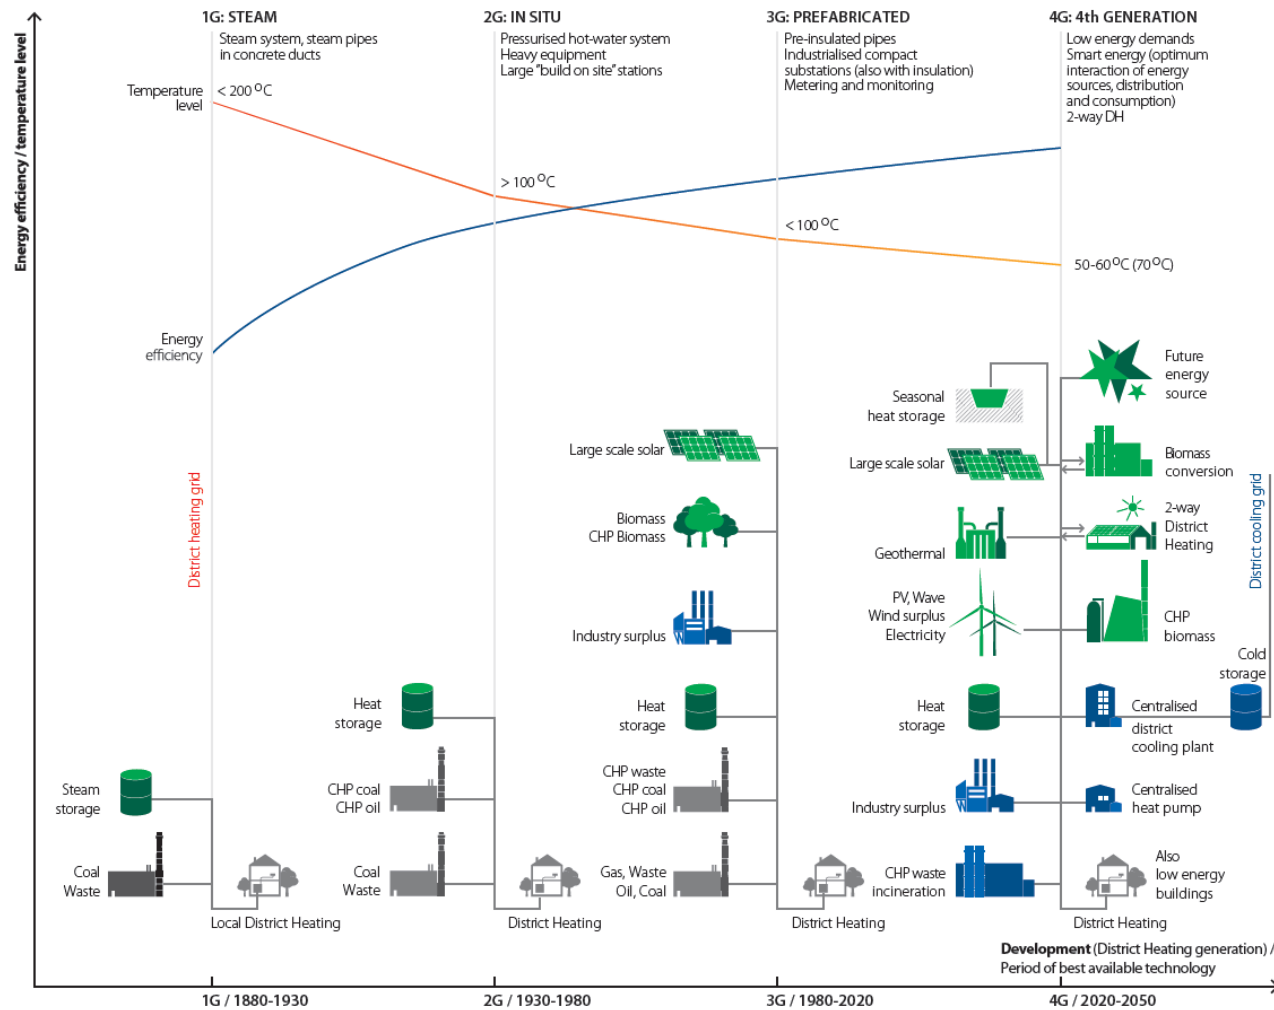 1G: STEAM
Steam system, steam pipes
in concrete ducts
2G: IN SITU
Pressurised hot-water system
Heavy equipment
Large "build on site" stations
3G: PREFABRICATED
Pre-insulated pipes
Industrialised compact
substations (also with insulation)
Metering and monitoring
4G: 4th GENERATION
Low energy demands
Smart energy (optimum
interaction of energy
sources, distribution
and consumption)
2-way DH
Energy efficiency / temperature level
Temperature
level
< 200 °C
> 100 °C
< 100 °C
50-60 °C (70 °C)
Energy
efficiency
District heating grid
Steam
storage
Coal
Waste
Local District Heating
Heat
storage
CHP coal
CHP oil
Coal
Waste
District Heating
Large scale solar
Biomass
CHP Biomass
Industry surplus
Heat
storage
CHP waste
CHP coal
CHP oil
Gas, Waste
Oil, Coal
District Heating
Seasonal
heat storage
Large scale solar
Geothermal
PV, Wave
Wind surplus
Electricity
Heat
storage
Industry surplus
CHP waste
incineration
Future
energy
source
Biomass
conversion
2-way
District
Heating
CHP
biomass
Centralised
district
cooling plant
Centralised
heat pump
Also
low energy
buildings
District Heating
District cooling grid
Cold
storage
Development (District Heating generation) /
Period of best available technology
1G / 1880-1930
2G / 1930-1980
3G / 1980-2020
4G / 2020-2050